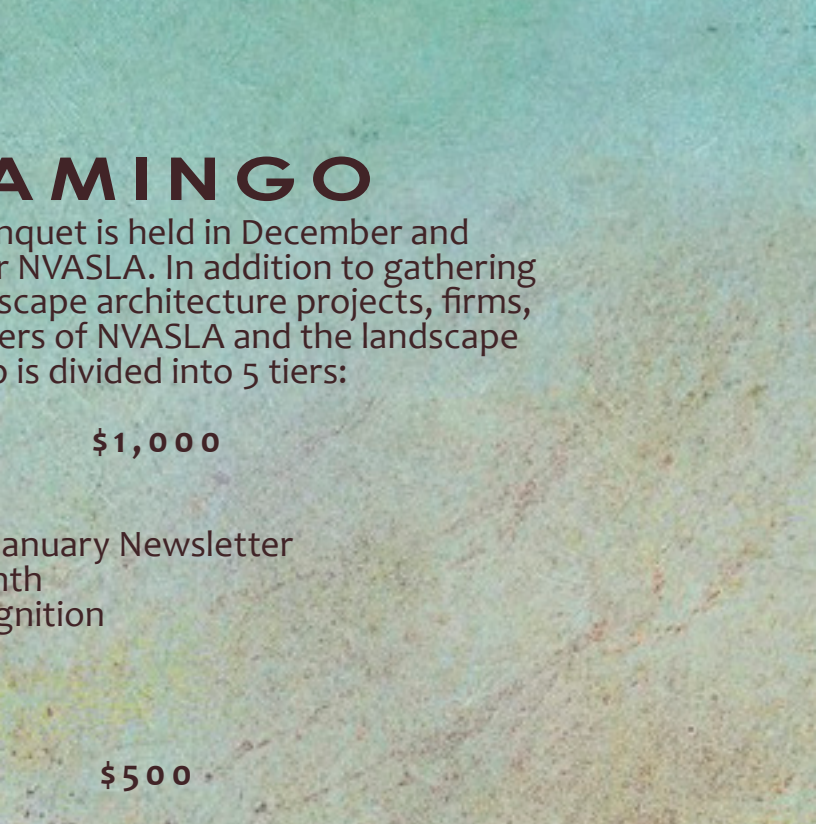 AMINGO
nquet is held in December and
r NVASLA. In addition to gathering
scape architecture projects, firms,
ers of NVASLA and the landscape
p is divided into 5 tiers:
$1,000
anuary Newsletter
nth
gnition
$500